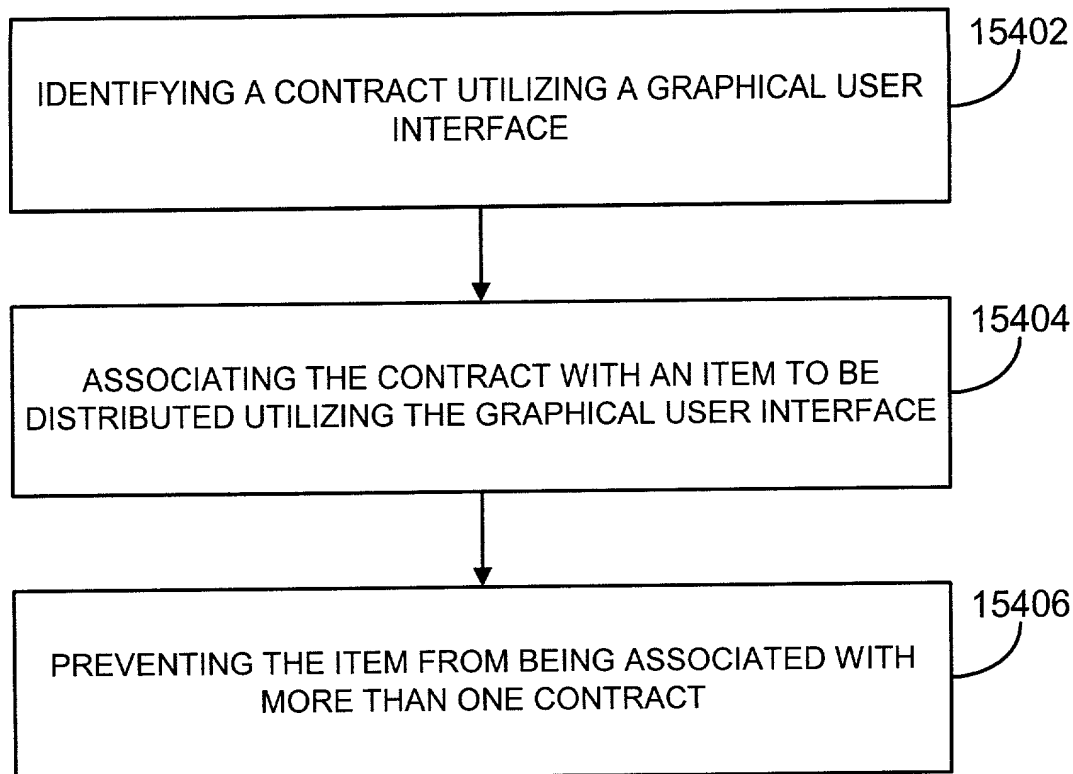 15402
IDENTIFYING A CONTRACT UTILIZING A GRAPHICAL USER
INTERFACE
15404
ASSOCIATING THE CONTRACT WITH AN ITEM TO BE
DISTRIBUTED UTILIZING THE GRAPHICAL USER INTERFACE
15406
PREVENTING THE ITEM FROM BEING ASSOCIATED WITH
MORE THAN ONE CONTRACT